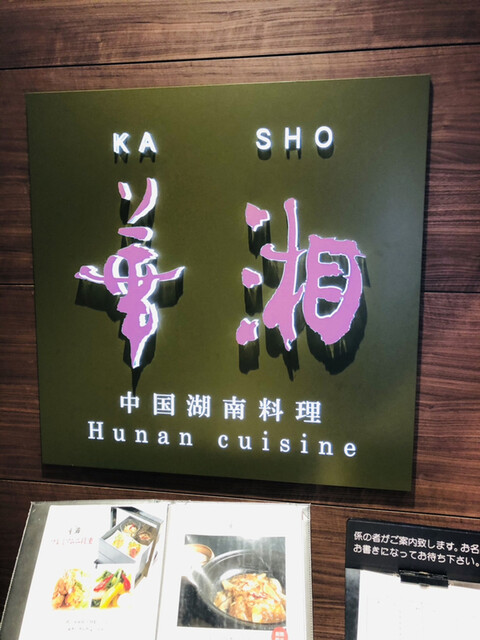 KA SHO
華湘
中国湖南料理
Hunan cuisine
係の者がご案内致します。お名
お書きになってお待ち下さい。